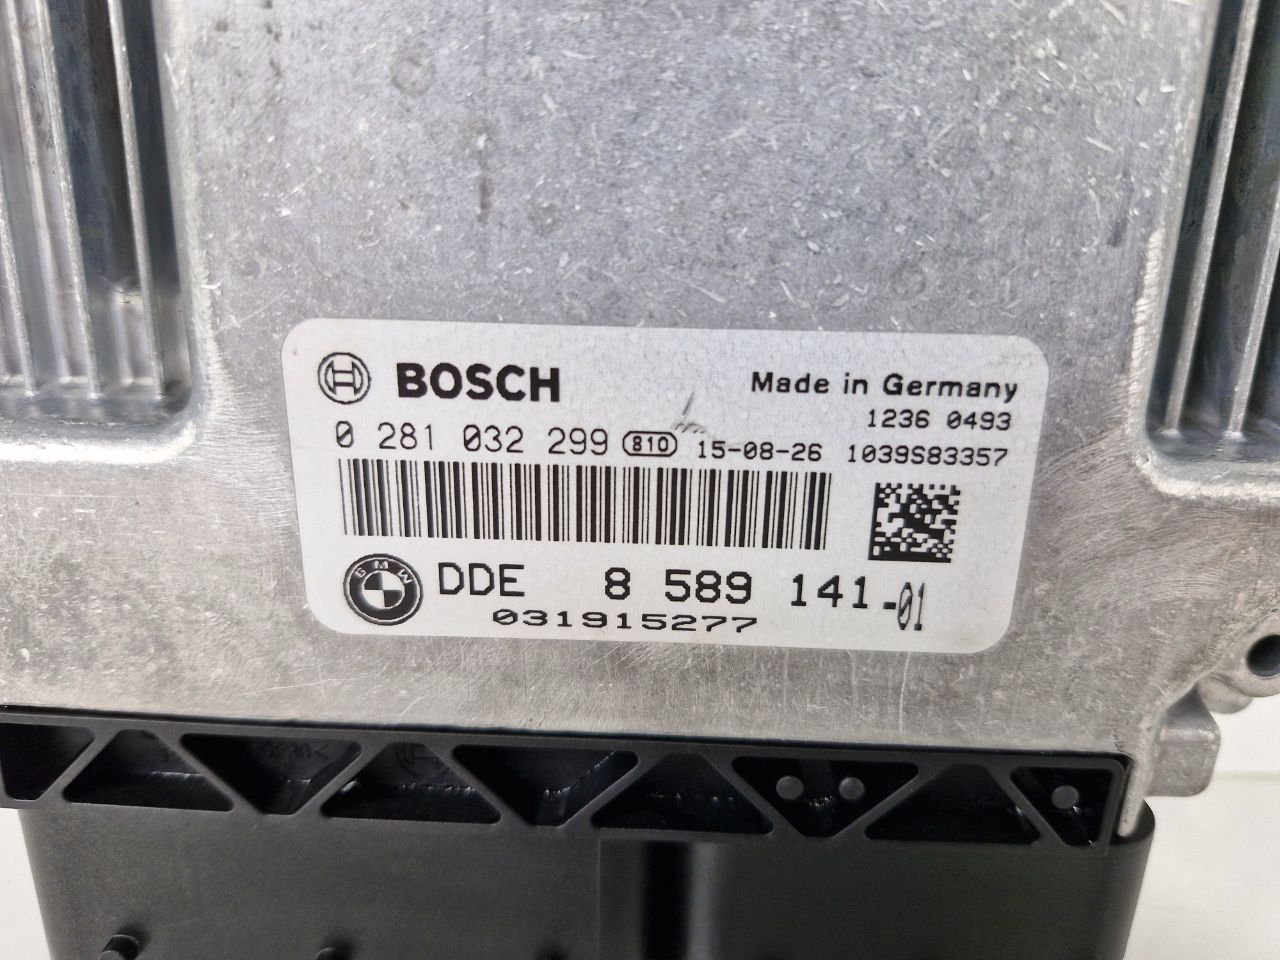 BOSCH
Made in Germany
1236 0493
0 281 032 299 810 15-08-26 1039S83357
BMW DDE 8 589 141-01
031915277